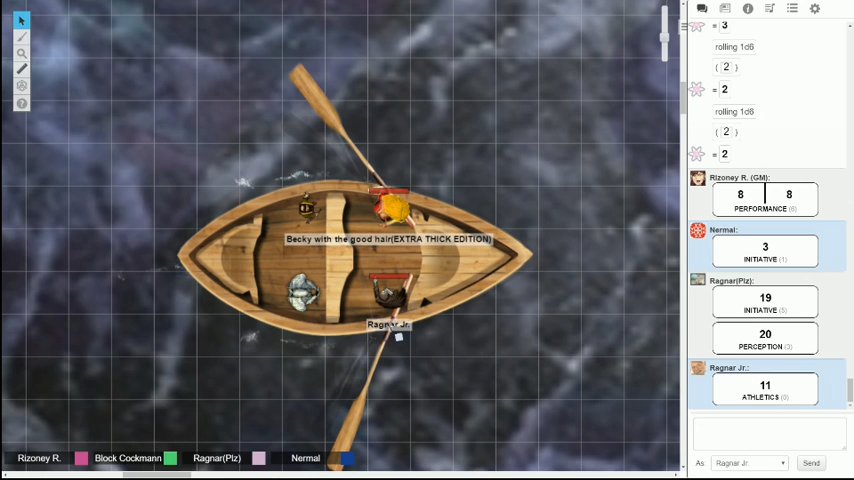 = 3
rolling 1d6
( 2 )
= 2
rolling 1d6
( 2 )
= 2
Rizoney R. (GM):
8 8
PERFORMANCE (9)
Nermal:
3
INITIATIVE (1)
Ragnar(Plz):
19
INITIATIVE (5)
20
PERCEPTION (3)
Ragnar Jr.:
11
ATHLETICS (0)
As Ragnar Jr. Send
Becky with the good hair(EXTRA THICK EDITION)
Ragnar Jr.
Rizoney R. Block Cockmann Ragnar(Plz) Nermal